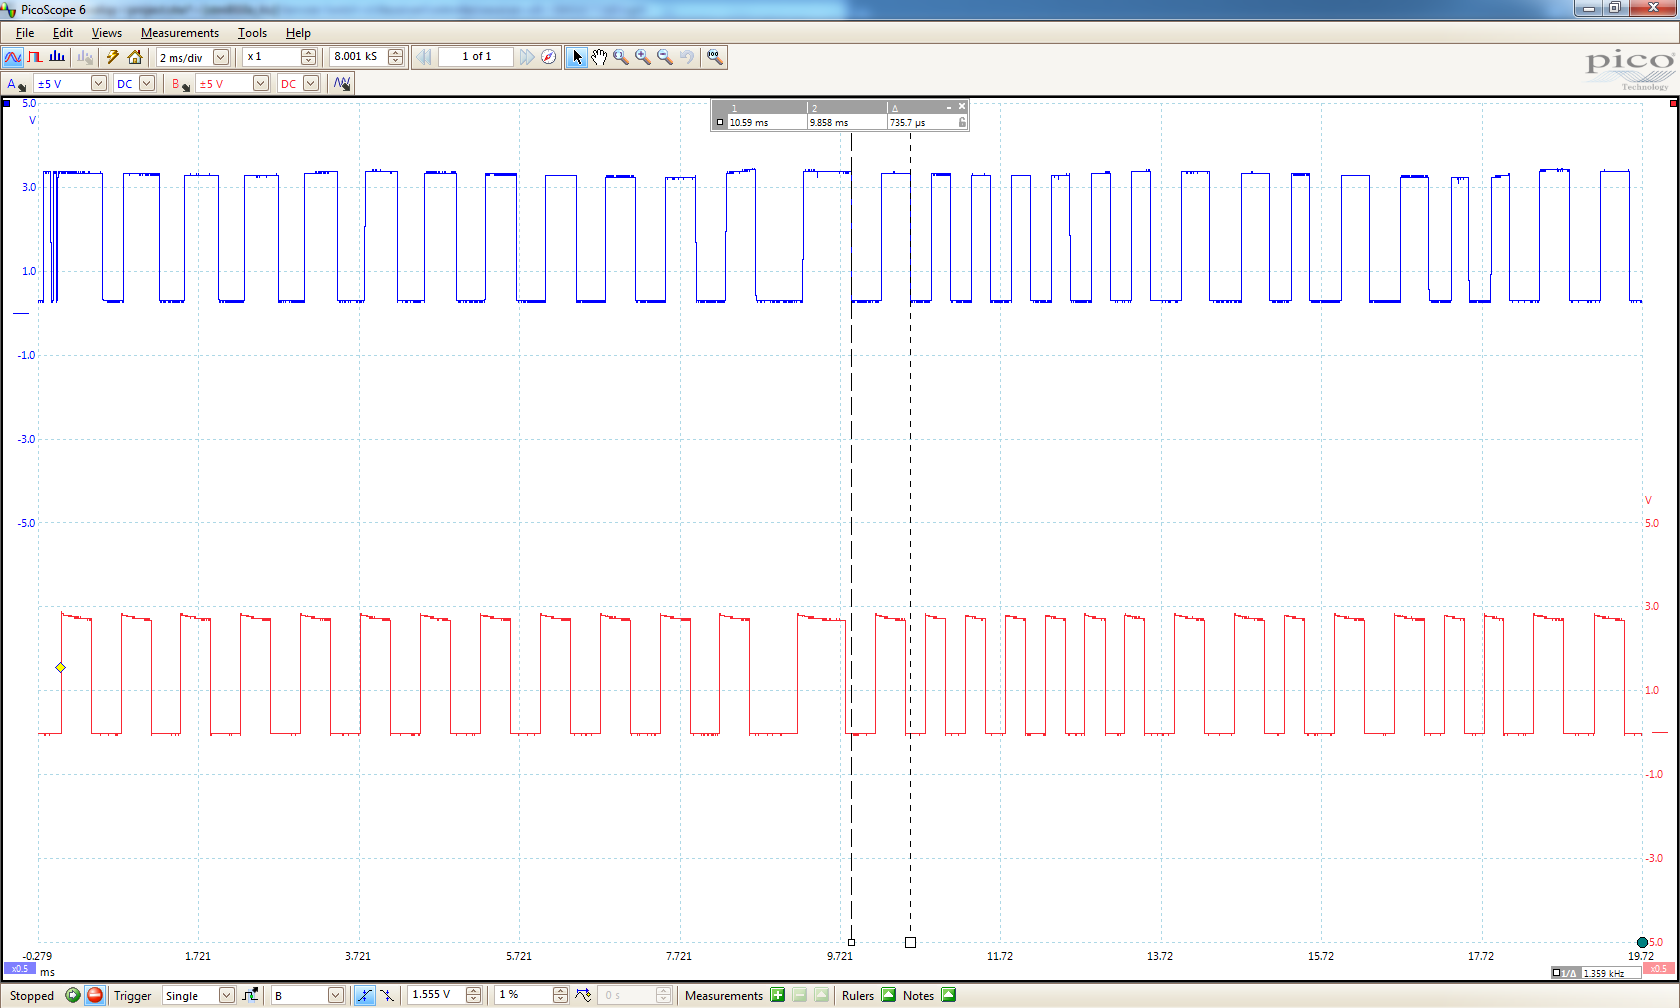 PicoScope 6
File Edit Views Measurements Tools Help
2 ms/div x 1 8.001 kS 1 of 1
pico
Technology
A ±5 V DC B ±5 V DC
1 2 Δ
10.59 ms 9.858 ms 735.7 µs
5.0
V
3.0
1.0
-1.0
-3.0
-5.0
V
5.0
3.0
1.0
-1.0
-3.0
-5.0
-0.279 1.721 3.721 5.721 7.721 9.721 11.72 13.72 15.72 17.72 19.72
x0.5 ms 1/Δ 1.359 kHz x0.5
Stopped Trigger Single B 1.555 V 1 % 0 s Measurements Rulers Notes